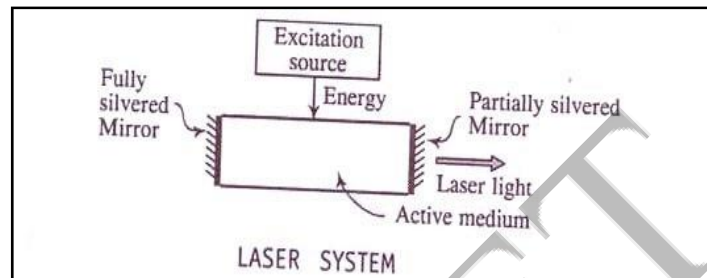 Excitation
source
Fully
silvered
Mirror
Energy
Partially silvered
Mirror
Laser light
Active medium
LASER SYSTEM